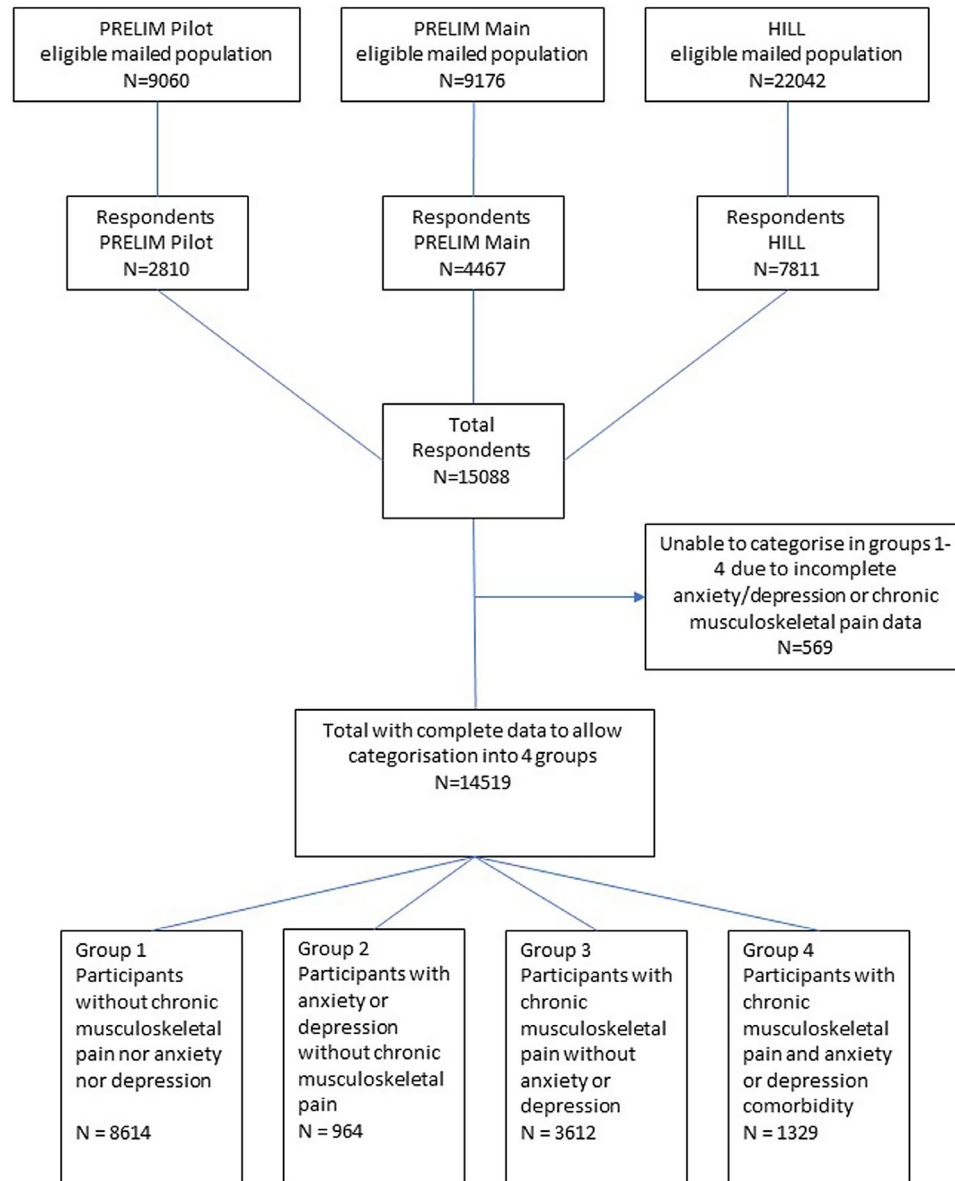 PRELIM Pilot
eligible mailed population
N=9060
PRELIM Main
eligible mailed population
N=9176
HILL
eligible mailed population
N=22042
Respondents
PRELIM Pilot
N=2810
Respondents
PRELIM Main
N=4467
Respondents
HILL
N=7811
Total
Respondents
N=15088
Unable to categorise in groups 1-
4 due to incomplete
anxiety/depression or chronic
musculoskeletal pain data
N=569
Total with complete data to allow
categorisation into 4 groups
N=14519
Group 1
Participants
without chronic
musculoskeletal
pain nor anxiety
nor depression
N = 8614
Group 2
Participants with
anxiety or
depression
without chronic
musculoskeletal
pain
N = 964
Group 3
Participants with
chronic
musculoskeletal
pain without
anxiety or
depression
N = 3612
Group 4
Participants with
chronic
musculoskeletal
pain and anxiety
or depression
comorbidity
N = 1329